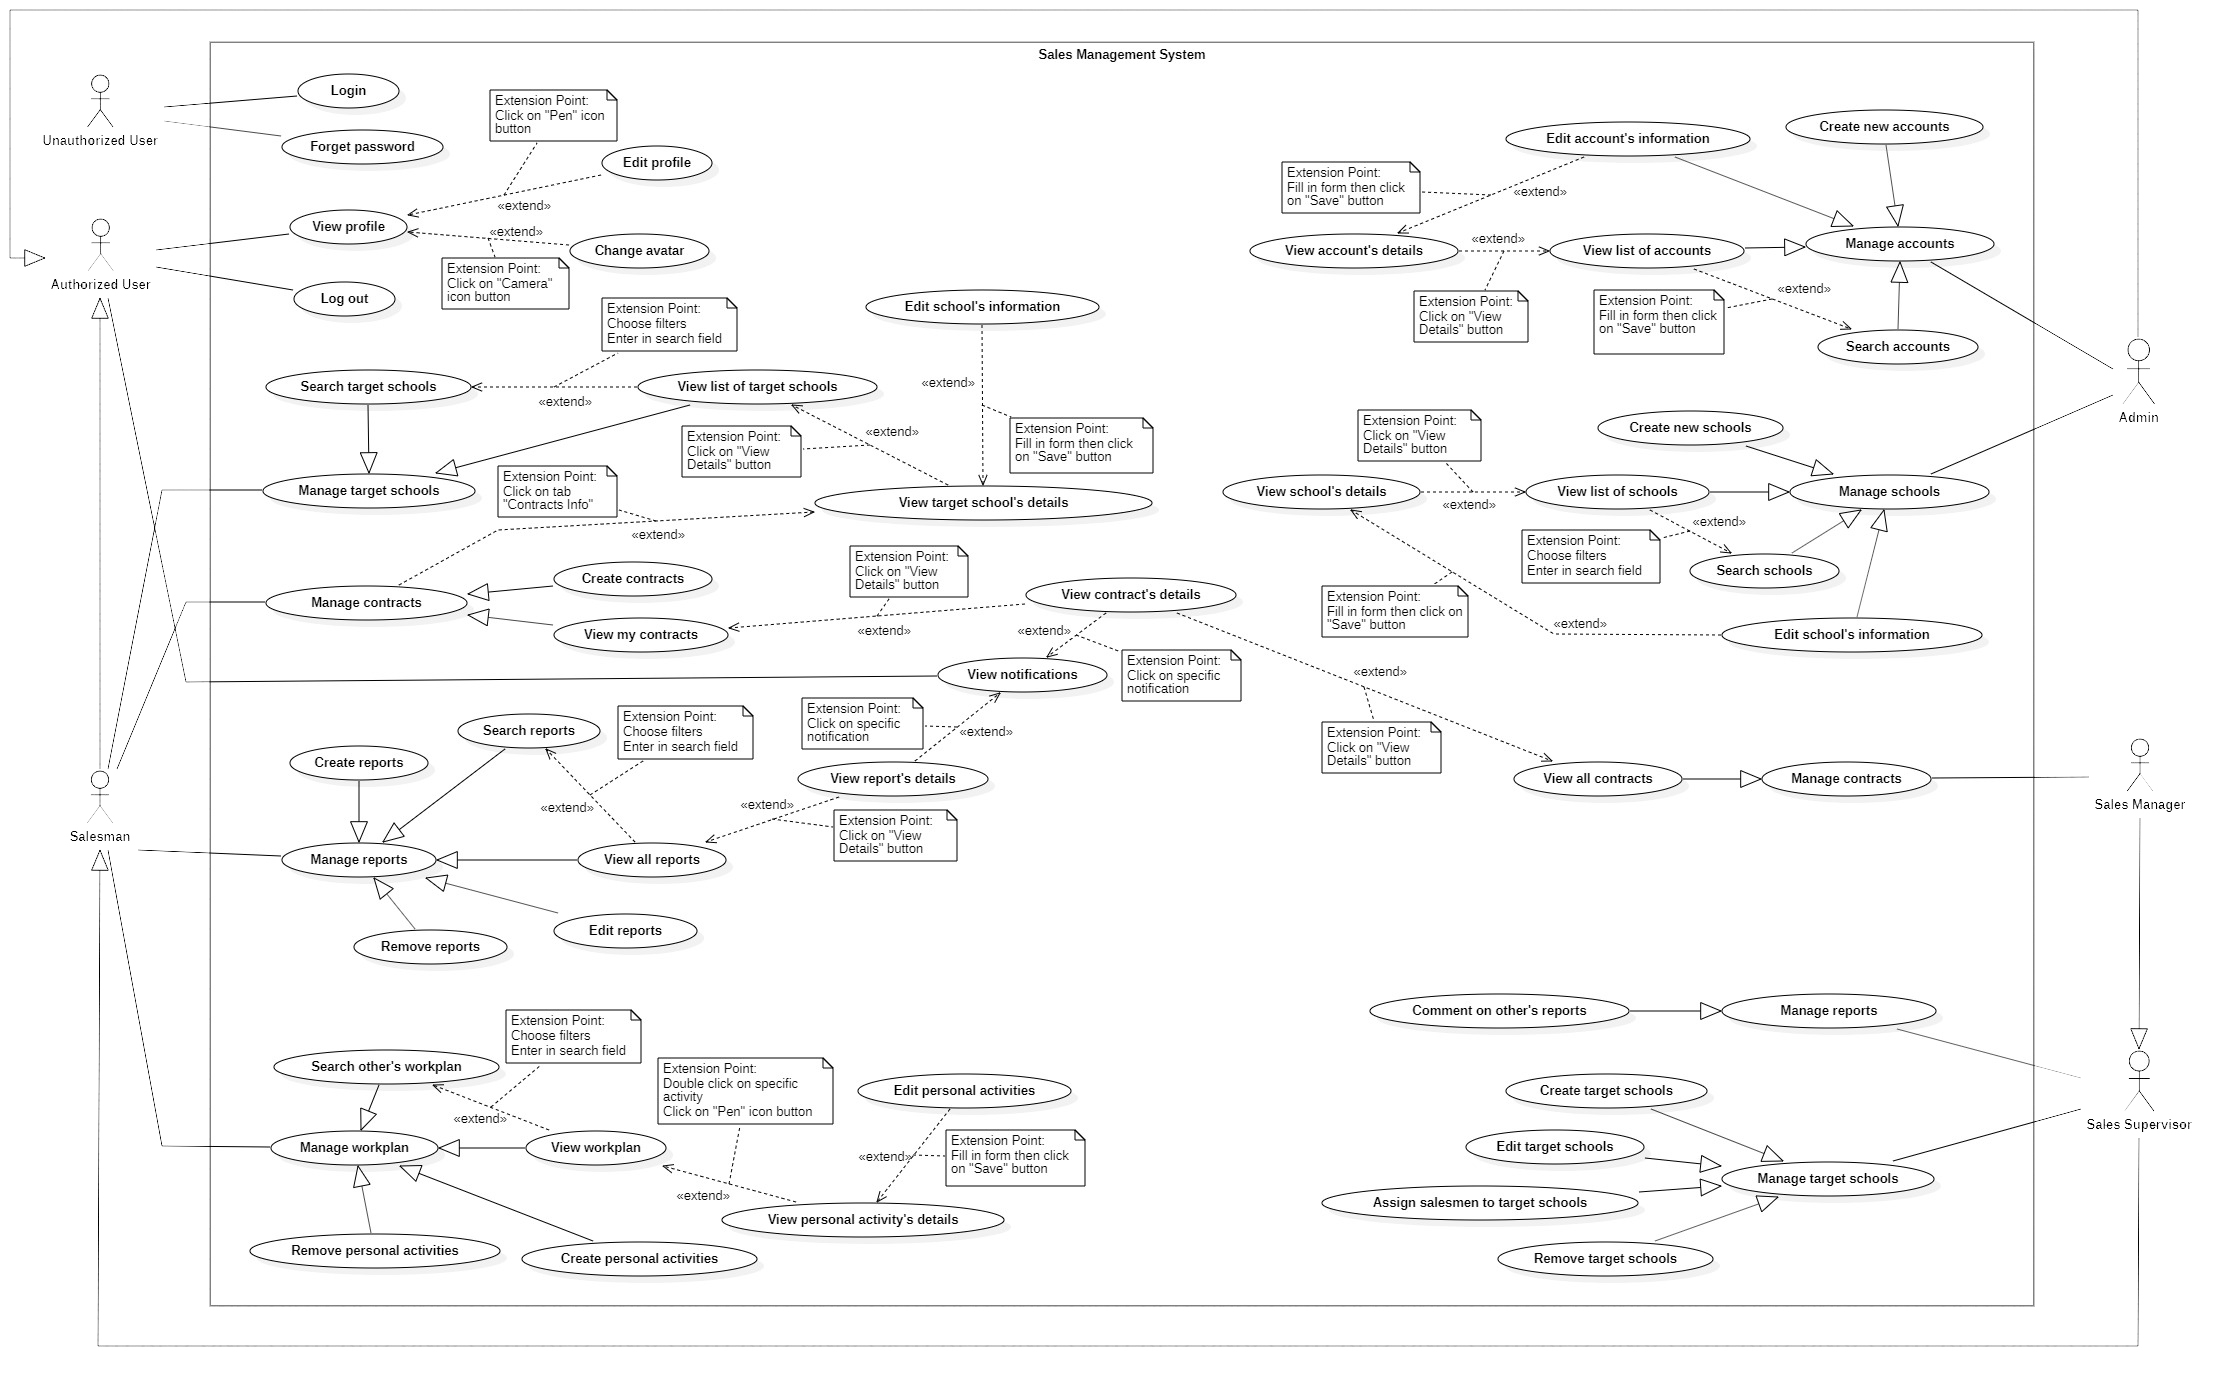 Sales Management System
Login
Unauthorized User
Forget password
Extension Point:
Click on "Pen" icon
button
Edit profile
«extend»
View profile
«extend»
Change avatar
Authorized User
Extension Point:
Click on "Camera"
icon button
Log out
Extension Point:
Choose filters
Enter in search field
Edit school's information
Search target schools
View list of target schools
«extend»
«extend»
«extend»
Extension Point:
Click on "View
Details" button
Extension Point:
Fill in form then click
on "Save" button
Manage target schools
Extension Point:
Click on tab
"Contracts Info"
View target school's details
«extend»
Create contracts
Manage contracts
View my contracts
Extension Point:
Click on "View
Details" button
«extend»
View contract's details
«extend»
View notifications
Extension Point:
Click on specific
notification
«extend»
Extension Point:
Click on "View
Details" button
Extension Point:
Click on specific
notification
«extend»
Search reports
Extension Point:
Choose filters
Enter in search field
Create reports
View report's details
«extend»
«extend»
Extension Point:
Click on "View
Details" button
Salesman
Manage reports
View all reports
Edit reports
Remove reports
Extension Point:
Choose filters
Enter in search field
Search other's workplan
«extend»
Extension Point:
Double click on specific
activity
Click on "Pen" icon button
Edit personal activities
Manage workplan
View workplan
«extend»
Extension Point:
Fill in form then click
on "Save" button
«extend»
View personal activity's details
Remove personal activities
Create personal activities
Edit account's information
Create new accounts
Extension Point:
Fill in form then click
on "Save" button
«extend»
View account's details
«extend»
View list of accounts
Manage accounts
Extension Point:
Click on "View
Details" button
Extension Point:
Fill in form then click
on "Save" button
«extend»
Search accounts
Admin
Extension Point:
Click on "View
Details" button
Create new schools
View school's details
«extend»
View list of schools
Manage schools
Extension Point:
Choose filters
Enter in search field
«extend»
Search schools
Extension Point:
Fill in form then click on
"Save" button
«extend»
Edit school's information
View all contracts
Manage contracts
Sales Manager
Comment on other's reports
Manage reports
Create target schools
Edit target schools
Assign salesmen to target schools
Manage target schools
Remove target schools
Sales Supervisor